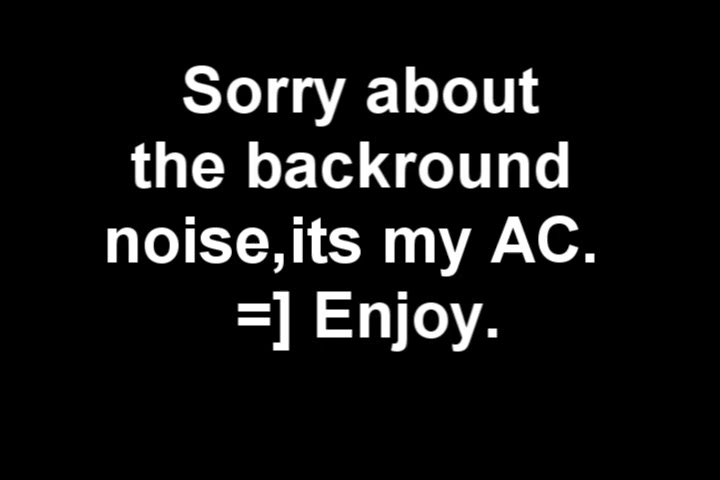 Sorry about
the backround
noise,its my AC.
=] Enjoy.